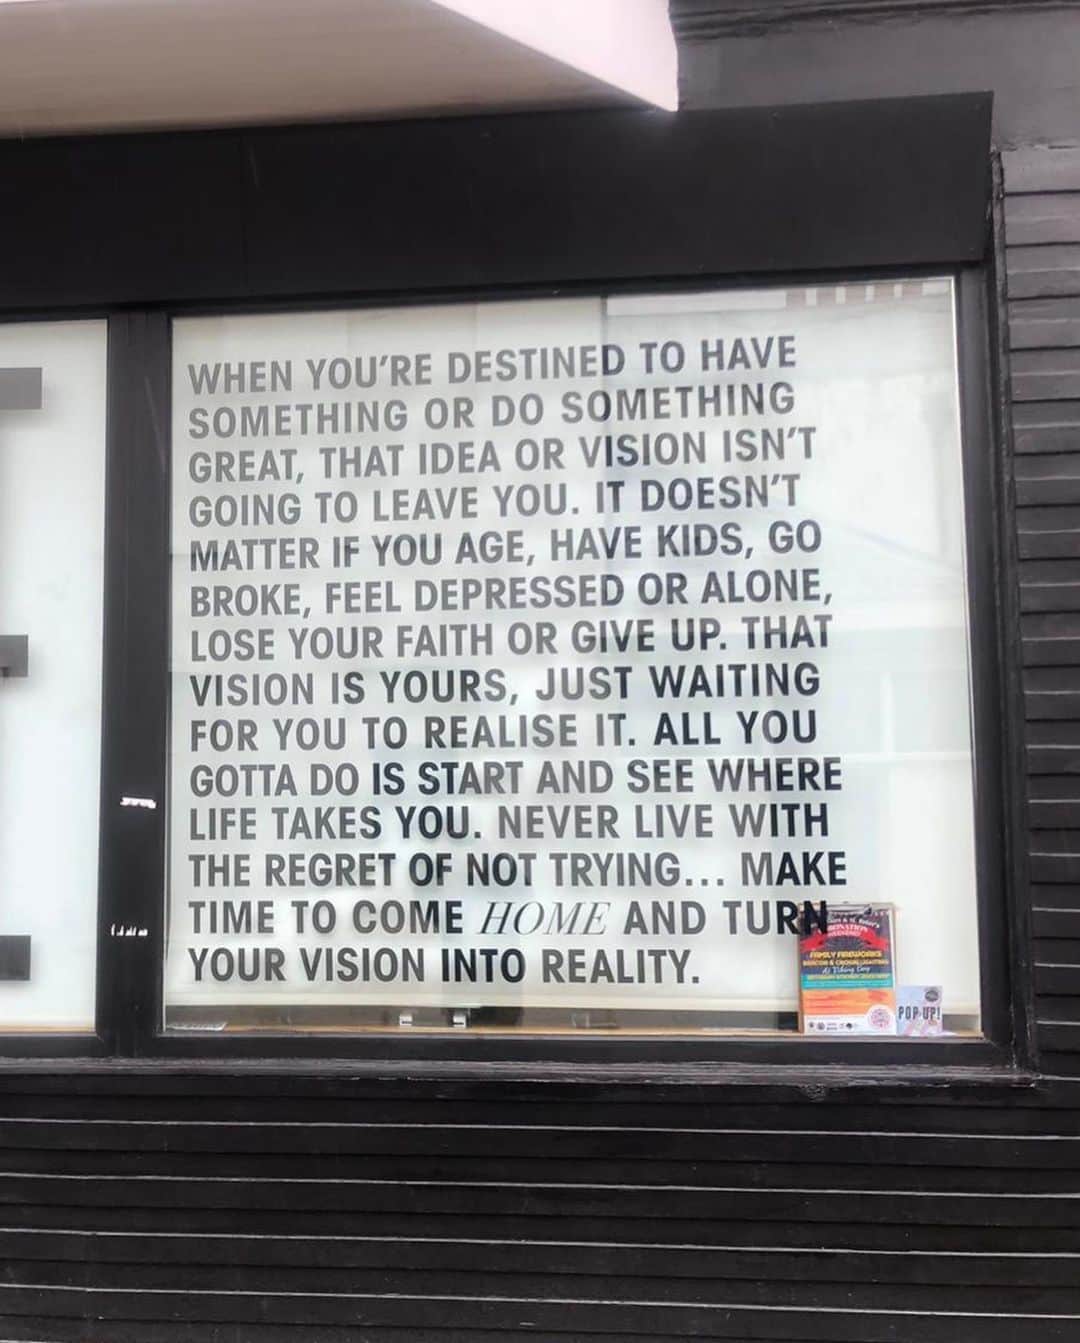 WHEN YOU'RE DESTINED TO HAVE
SOMETHING OR DO SOMETHING
GREAT, THAT IDEA OR VISION ISN'T
GOING TO LEAVE YOU. IT DOESN'T
MATTER IF YOU AGE, HAVE KIDS, GO
BROKE, FEEL DEPRESSED OR ALONE,
LOSE YOUR FAITH OR GIVE UP. THAT
VISION IS YOURS, JUST WAITING
FOR YOU TO REALISE IT. ALL YOU
GOTTA DO IS START AND SEE WHERE
LIFE TAKES YOU. NEVER LIVE WITH
THE REGRET OF NOT TRYING... MAKE
TIME TO COME HOME AND TURN
YOUR VISION INTO REALITY.
FAMILY FIREWORKS
POP-UP!